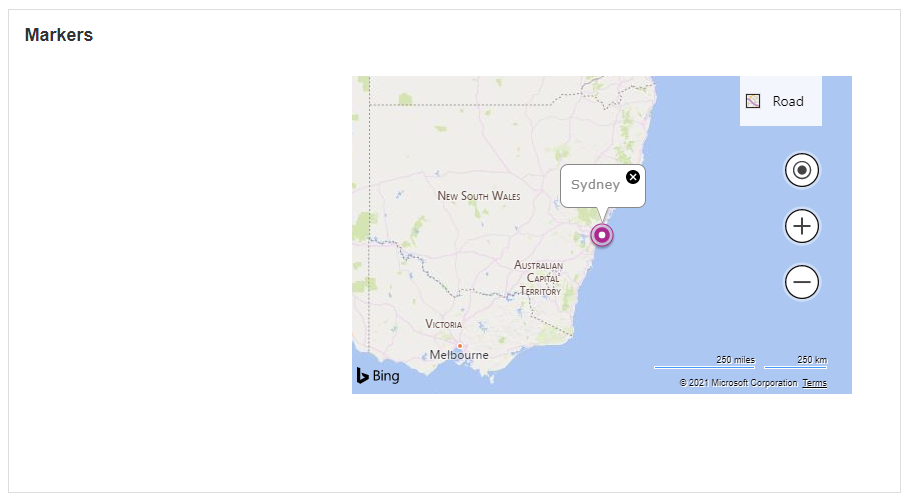 Markers
Road
Sydney
New South Wales
Australian
Capital
Territory
Victoria
Melbourne
250 miles
250 km
Bing
© 2021 Microsoft Corporation Terms